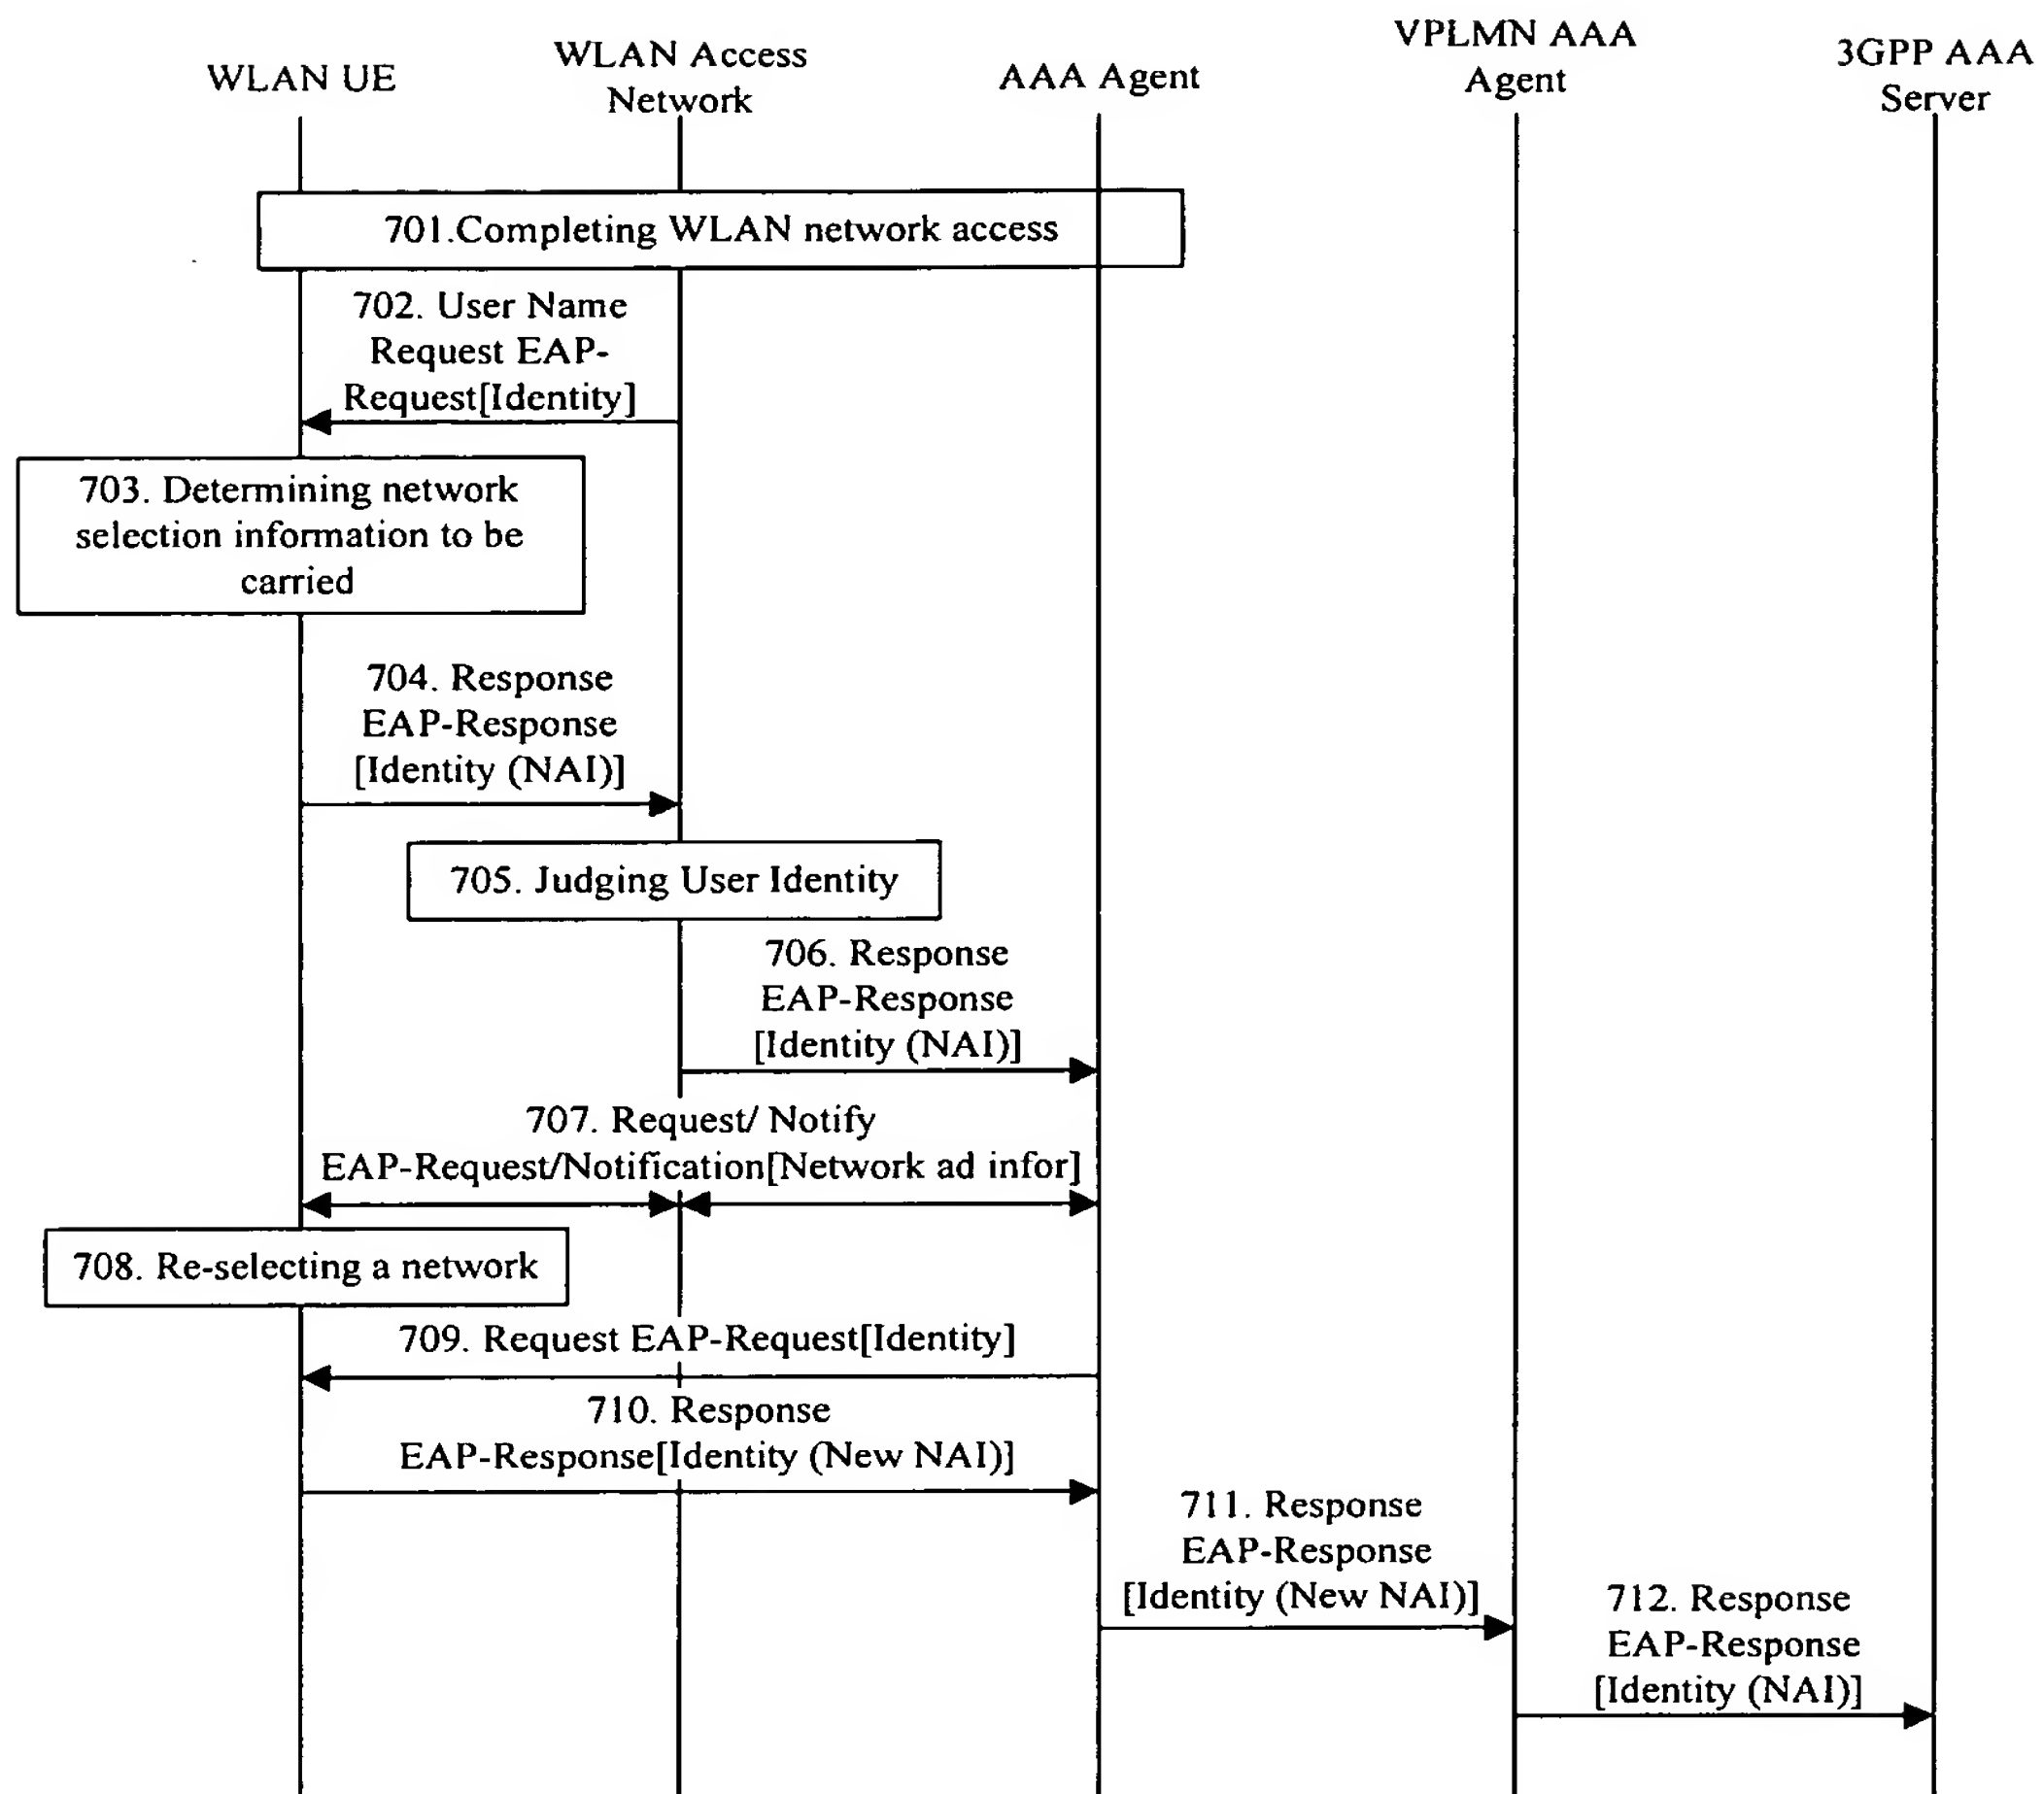 WLAN UE
WLAN Access
Network
AAA Agent
VPLMN AAA
Agent
3GPP AAA
Server
701.Completing WLAN network access
702. User Name
Request EAP-
Request[Identity]
703. Determining network
selection information to be
carried
704. Response
EAP-Response
[Identity (NAI)]
705. Judging User Identity
706. Response
EAP-Response
[Identity (NAI)]
707. Request/ Notify
EAP-Request/Notification[Network ad infor]
708. Re-selecting a network
709. Request EAP-Request[Identity]
710. Response
EAP-Response[Identity (New NAI)]
711. Response
EAP-Response
[Identity (New NAI)]
712. Response
EAP-Response
[Identity (NAI)]